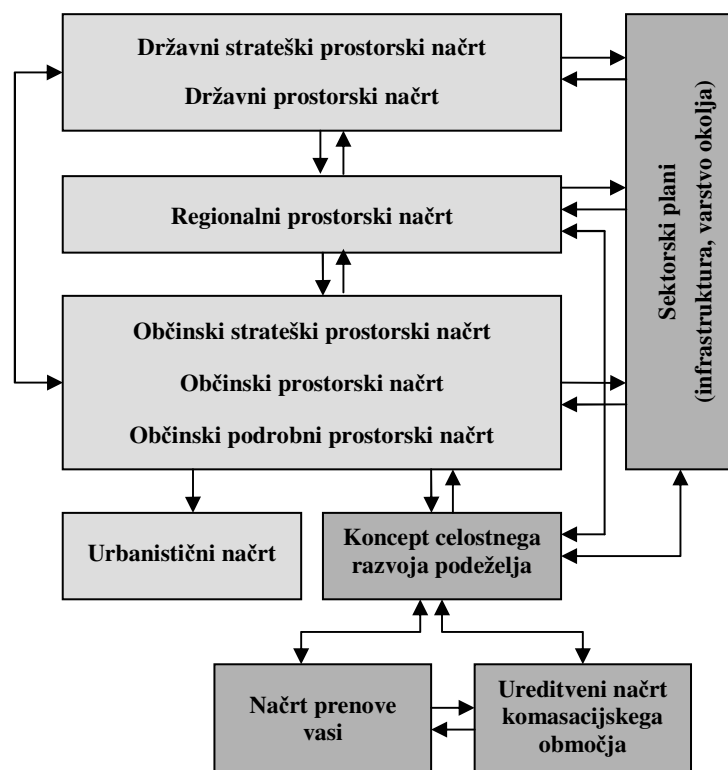 Državni strateški prostorski načrt
Državni prostorski načrt
Regionalni prostorski načrt
Občinski strateški prostorski načrt
Občinski prostorski načrt
Občinski podrobni prostorski načrt
Sektorski plani
(infrastruktura, varstvo okolja)
Urbanistični načrt
Koncept celostnega
razvoja podeželja
Načrt prenove
vasi
Ureditveni načrt
komasacijskega
območja